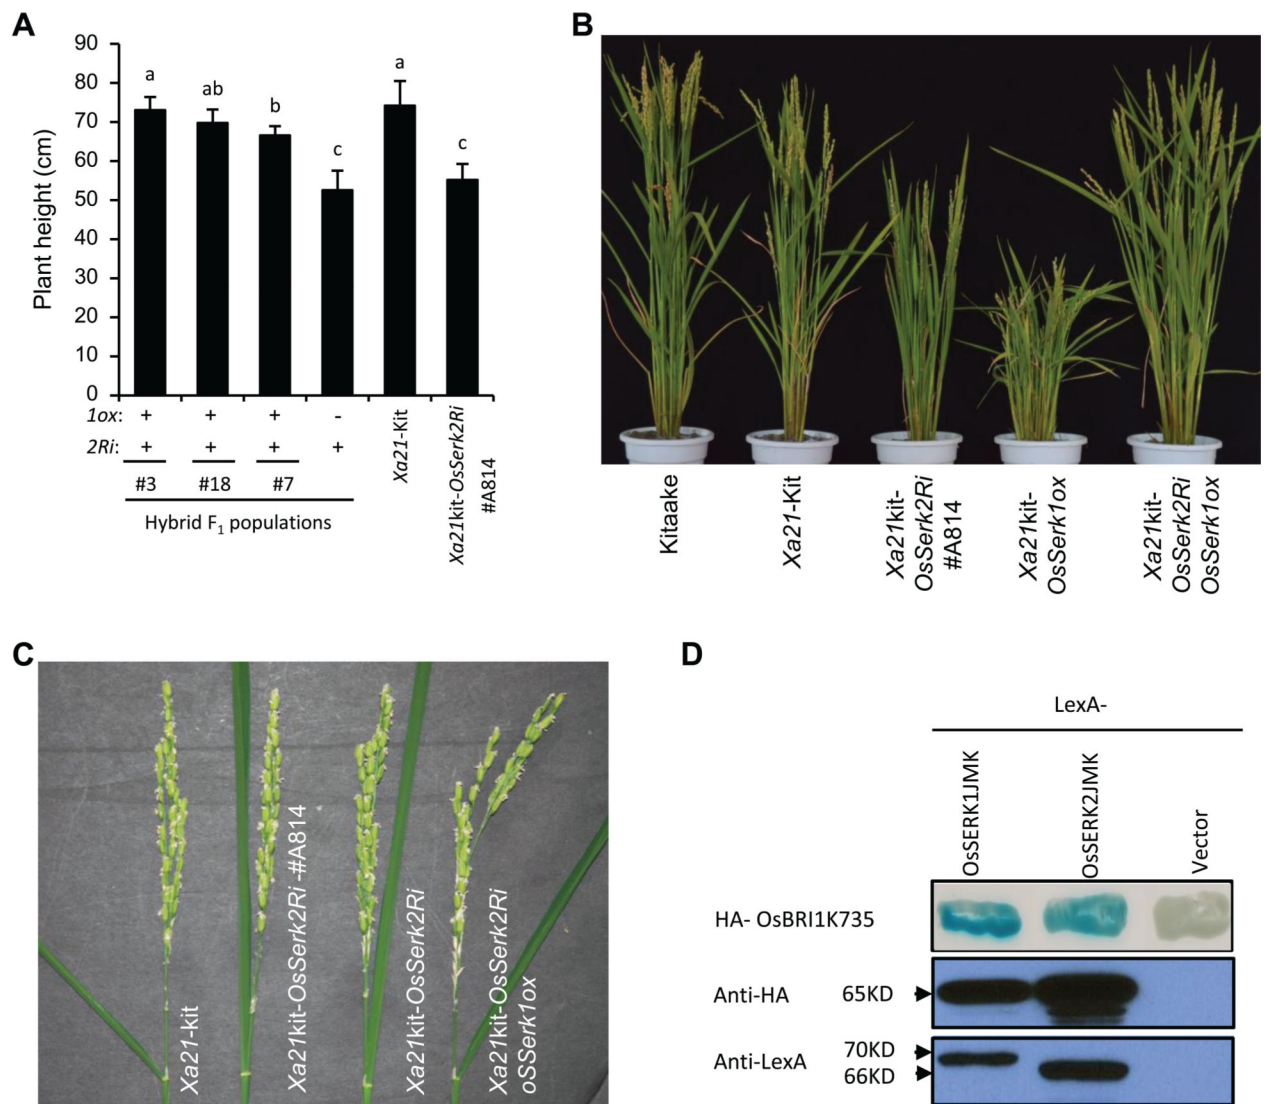 A
90
80
70
60
50
40
30
20
10
0
Plant height (cm)
a
ab
b
c
a
c
1ox: + + + -
2Ri: + + + +
#3 #18 #7
Hybrid F1 populations
Xa21-Kit
Xa21kit-OsSerk2Ri
#A814
B
Kitaake
Xa21-Kit
Xa21kit-
OsSerk2Ri
#A814
Xa21kit-
OsSerk1ox
Xa21kit-
OsSerk2Ri
OsSerk1ox
C
Xa21-kit
Xa21kit-OsSerk2Ri -#A814
Xa21kit-OsSerk2Ri
Xa21kit-OsSerk2Ri
oSSerk1ox
D
LexA-
OsSERK1JMK
OsSERK2JMK
Vector
HA- OsBRI1K735
Anti-HA 65KD
Anti-LexA 70KD
66KD